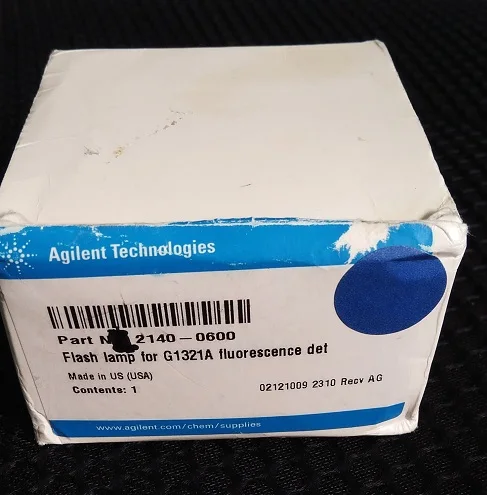 Agilent Technologies
Part N 2140-0600
Flash lamp for G1321A fluorescence det
Made in US (USA)
Contents: 1
02121009 2310 Recv AG
www.agilent.com/chem/supplies